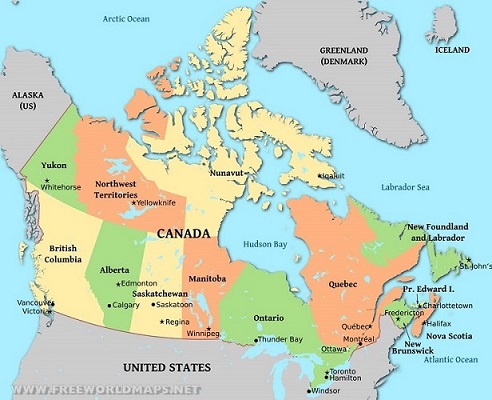 Arctic Ocean
GREENLAND
(DENMARK)
ICELAND
ALASKA
(US)
Yukon
Whitehorse
Northwest
Territories
Yellowknife
Nunavut
Iqaluit
Labrador Sea
CANADA
Hudson Bay
New Foundland
and Labrador
St. John's
British
Columbia
Alberta
Edmonton
Calgary
Saskatchewan
Saskatoon
Regina
Manitoba
Winnipeg
Ontario
Thunder Bay
Quebec
Québec
Montréal
Ottawa
Toronto
Hamilton
Windsor
Pr. Edward I.
Charlottetown
Fredericton
Halifax
Nova Scotia
New
Brunswick
Atlantic Ocean
Vancouver
Victoria
UNITED STATES
WWW.FREEWORLDMAPS.NET